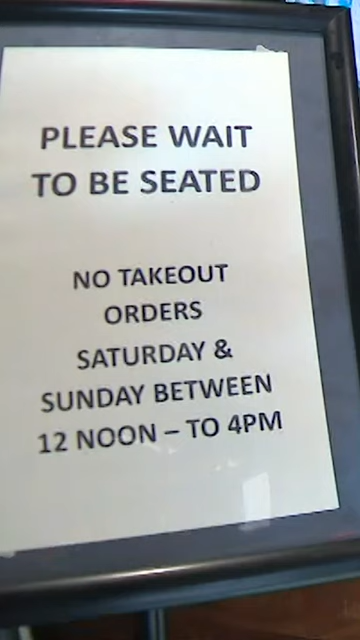 PLEASE WAIT
TO BE SEATED
NO TAKEOUT
ORDERS
SATURDAY &
SUNDAY BETWEEN
12 NOON – TO 4PM